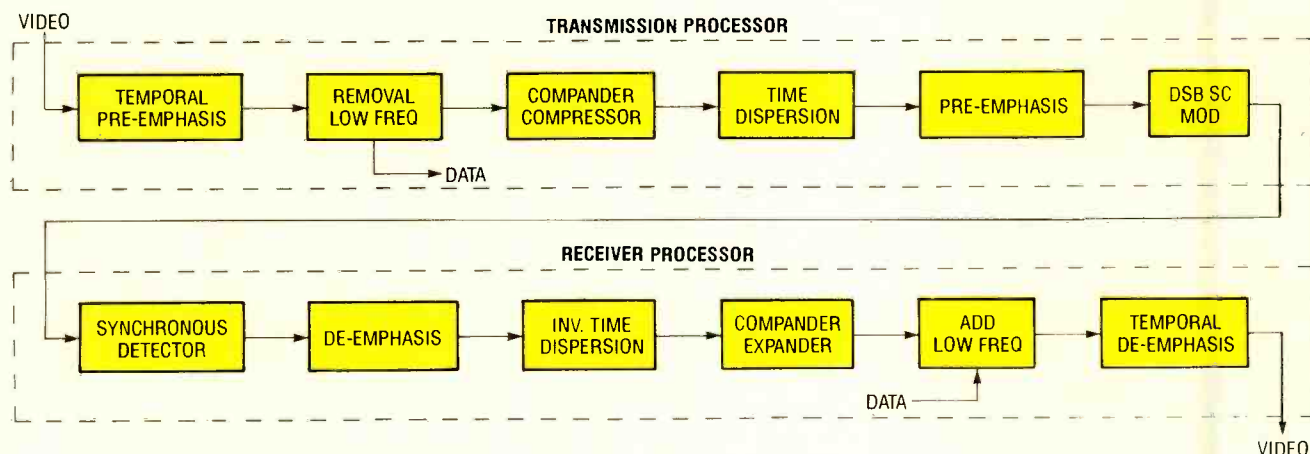 VIDEO
TRANSMISSION PROCESSOR
TEMPORAL
PRE-EMPHASIS
REMOVAL
LOW FREQ
COMPANDER
COMPRESSOR
TIME
DISPERSION
PRE-EMPHASIS
DSB SC
MOD
DATA
RECEIVER PROCESSOR
SYNCHRONOUS
DETECTOR
DE-EMPHASIS
INV. TIME
DISPERSION
COMPANDER
EXPANDER
ADD
LOW FREQ
TEMPORAL
DE-EMPHASIS
DATA
VIDEO